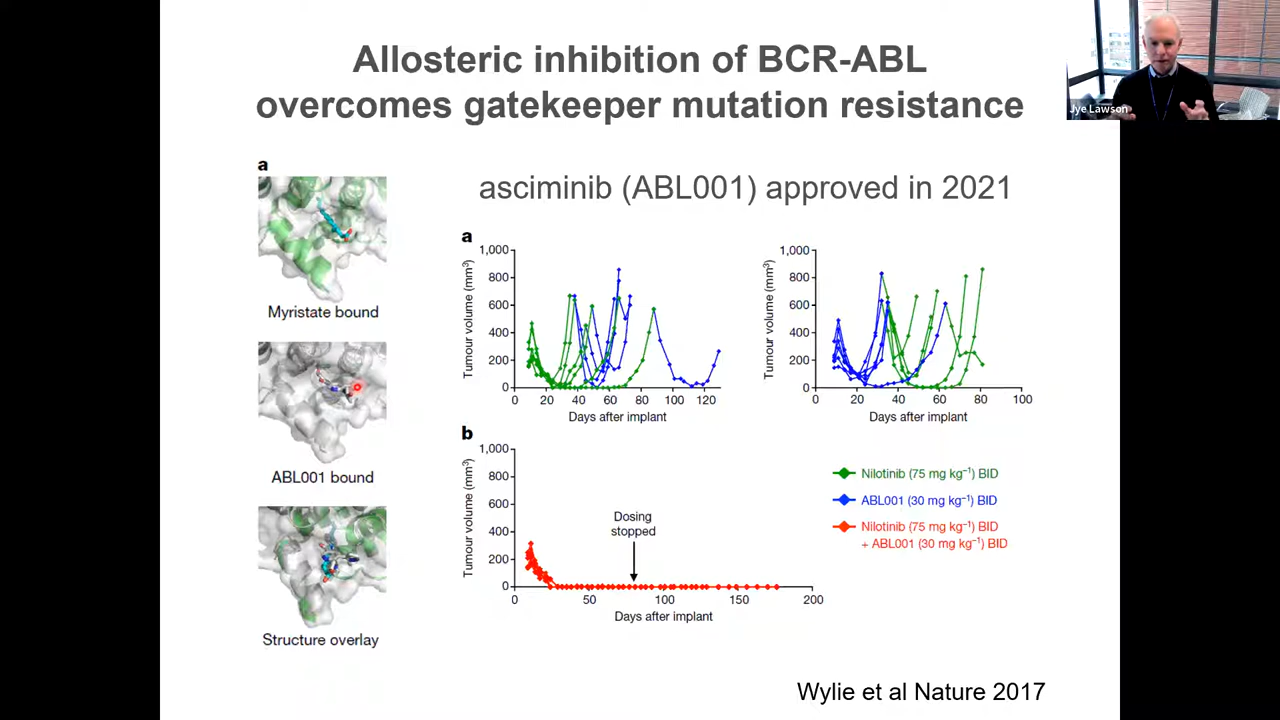 Allosteric inhibition of BCR-ABL
overcomes gatekeeper mutation resistance
Jye Lawson
asciminib (ABL001) approved in 2021
a
Myristate bound
ABL001 bound
Structure overlay
a
Tumour volume (mm³)
1,000
800
600
400
200
0
0 20 40 60 80 100 120
Days after implant
Tumour volume (mm³)
1,000
800
600
400
200
0
0 20 40 60 80 100
Days after implant
b
Tumour volume (mm³)
1,000
800
600
400
200
0
Dosing
stopped
0 50 100 150 200
Days after implant
Nilotinib (75 mg kg⁻¹) BID
ABL001 (30 mg kg⁻¹) BID
Nilotinib (75 mg kg⁻¹) BID
+ ABL001 (30 mg kg⁻¹) BID
Wylie et al Nature 2017